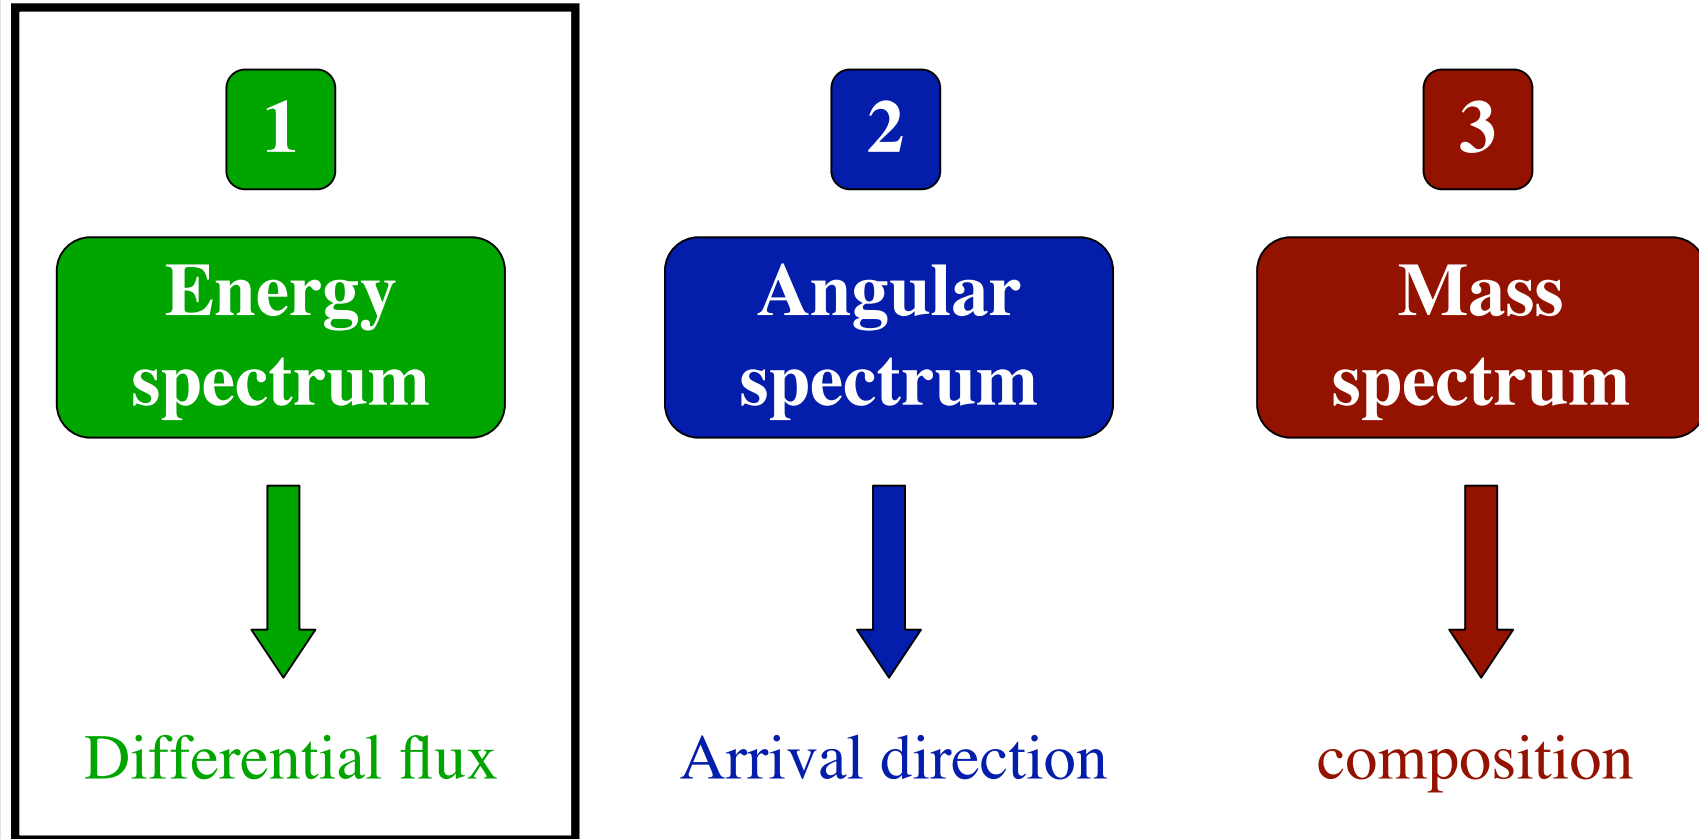 1
Energy
spectrum
Differential flux
2
Angular
spectrum
Arrival direction
3
Mass
spectrum
composition